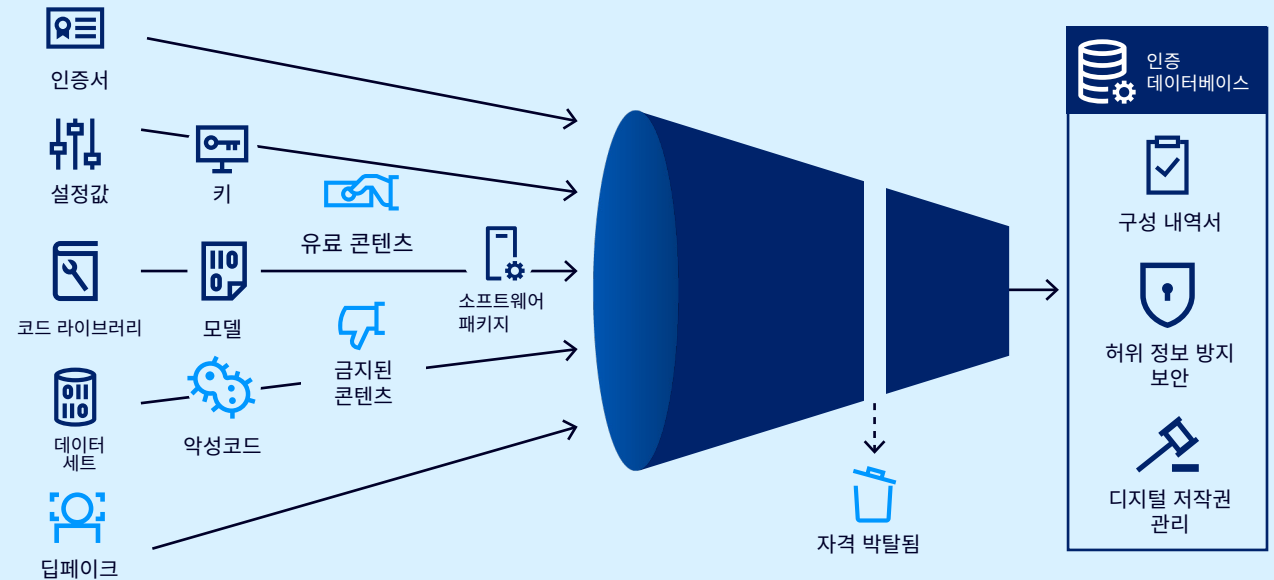 인증서
설정값
키
유료 콘텐츠
코드 라이브러리
모델
소프트웨어
패키지
금지된
콘텐츠
데이터
세트
악성코드
딥페이크
자격 박탈됨
인증
데이터베이스
구성 내역서
허위 정보 방지
보안
디지털 저작권
관리